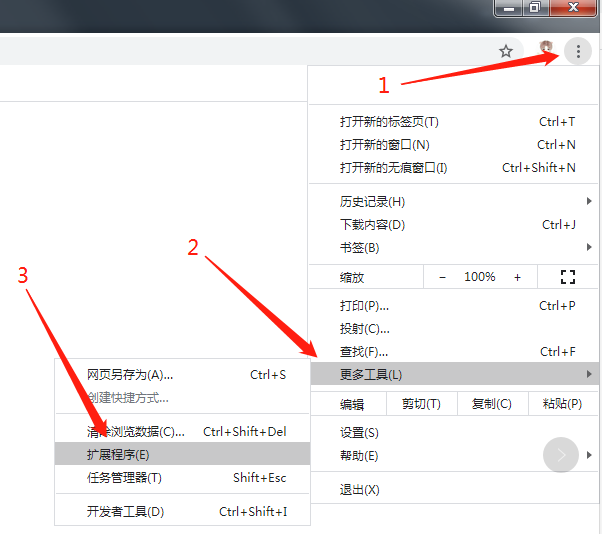 1
打开新的标签页(T) Ctrl+T
打开新的窗口(N) Ctrl+N
打开新的无痕窗口(I) Ctrl+Shift+N
历史记录(H)
下载内容(D) Ctrl+J
书签(B)
2
缩放 − 100% +
3
打印(P)... Ctrl+P
投射(C)...
查找(F)... Ctrl+F
更多工具(L)
网页另存为(A)... Ctrl+S
创建快捷方式...
编辑 剪切(T) 复制(C) 粘贴(P)
清除浏览数据(C)... Ctrl+Shift+Del
设置(S)
扩展程序(E)
帮助(E)
任务管理器(T) Shift+Esc
退出(X)
开发者工具(D) Ctrl+Shift+I